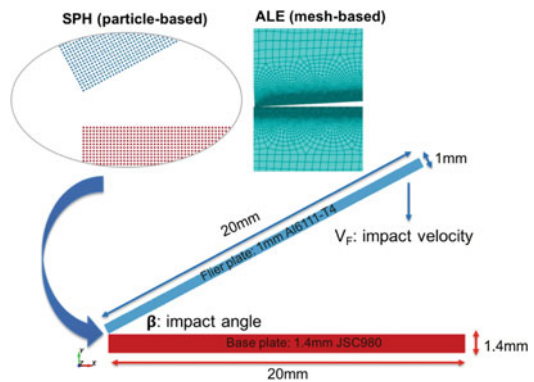 SPH (particle-based)
ALE (mesh-based)
1mm
20mm
Flier plate: 1mm Al6111-T4
VF: impact velocity
β: impact angle
Base plate: 1.4mm JSC980
1.4mm
20mm
Y
Z
X